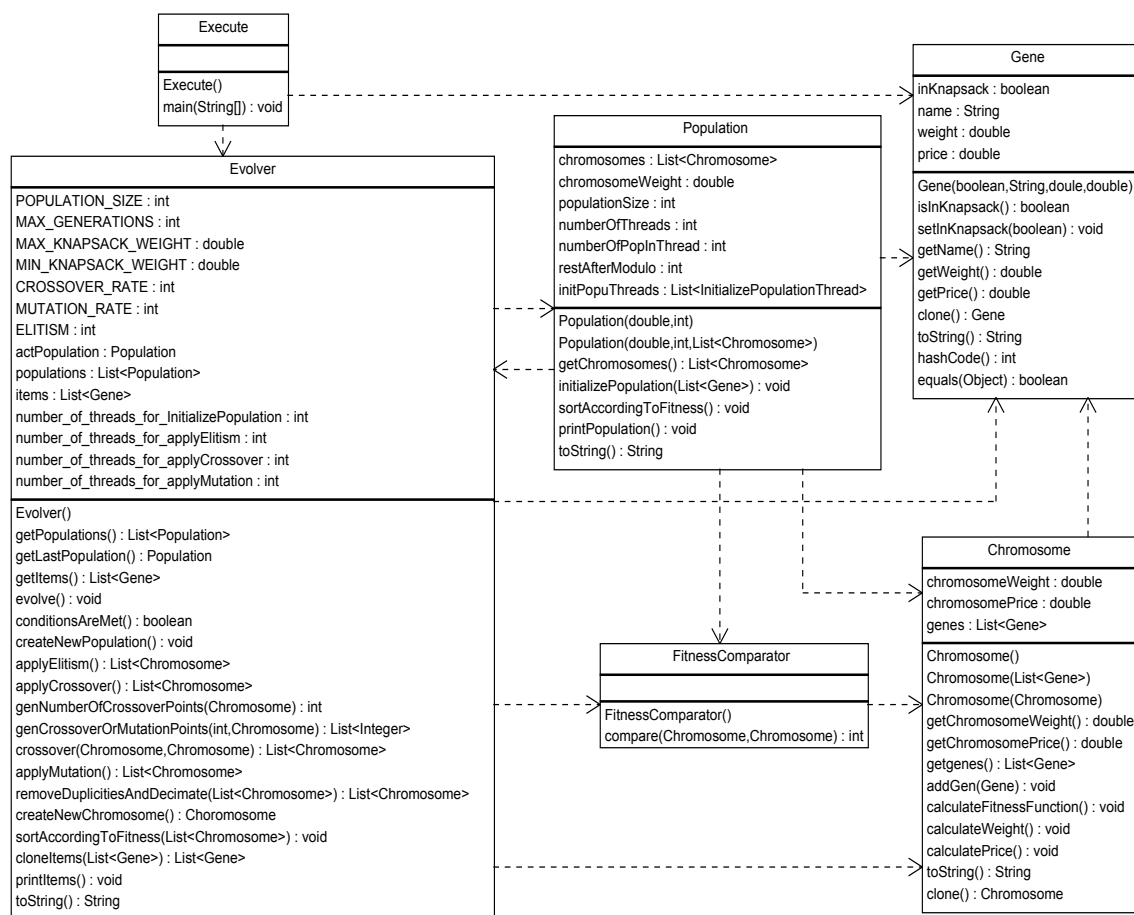 Execute
Execute()
main(String[]) : void
Evolver
POPULATION_SIZE : int
MAX_GENERATIONS : int
MAX_KNAPSACK_WEIGHT : double
MIN_KNAPSACK_WEIGHT : double
CROSSOVER_RATE : int
MUTATION_RATE : int
ELITISM : int
actPopulation : Population
populations : List<Population>
items : List<Gene>
number_of_threads_for_InitializePopulation : int
number_of_threads_for_applyElitism : int
number_of_threads_for_applyCrossover : int
number_of_threads_for_applyMutation : int
Evolver()
getPopulations() : List<Population>
getLastPopulation() : Population
getItems() : List<Gene>
evolve() : void
conditionsAreMet() : boolean
createNewPopulation() : void
applyElitism() : List<Chromosome>
applyCrossover() : List<Chromosome>
genNumberOfCrossoverPoints(Chromosome) : int
genCrossoverOrMutationPoints(int,Chromosome) : List<Integer>
crossover(Chromosome,Chromosome) : List<Chromosome>
applyMutation() : List<Chromosome>
removeDuplicitiesAndDecimate(List<Chromosome>) : List<Chromosome>
createNewChromosome() : Choromosome
sortAccordingToFitness(List<Chromosome>) : void
cloneItems(List<Gene>) : List<Gene>
printItems() : void
toString() : String
Population
chromosomes : List<Chromosome>
chromosomeWeight : double
populationSize : int
numberOfThreads : int
numberOfPopInThread : int
restAfterModulo : int
initPopuThreads : List<InitializePopulationThread>
Population(double,int)
Population(double,int,List<Chromosome>)
getChromosomes() : List<Chromosome>
initializePopulation(List<Gene>) : void
sortAccordingToFitness() : void
printPopulation() : void
toString() : String
FitnessComparator
FitnessComparator()
compare(Chromosome,Chromosome) : int
Gene
inKnapsack : boolean
name : String
weight : double
price : double
Gene(boolean,String,doule,double)
isInKnapsack() : boolean
setInKnapsack(boolean) : void
getName() : String
getWeight() : double
getPrice() : double
clone() : Gene
toString() : String
hashCode() : int
equals(Object) : boolean
Chromosome
chromosomeWeight : double
chromosomePrice : double
genes : List<Gene>
Chromosome()
Chromosome(List<Gene>)
Chromosome(Chromosome)
getChromosomeWeight() : double
getChromosomePrice() : double
getgenes() : List<Gene>
addGen(Gene) : void
calculateFitnessFunction() : void
calculateWeight() : void
calculatePrice() : void
toString() : String
clone() : Chromosome